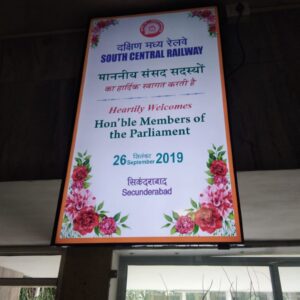 दक्षिण मध्य रेलवे
SOUTH CENTRAL RAILWAY
माननीय संसद सदस्यों
का हार्दिक स्वागत करती है
Heartily Welcomes
Hon'ble Members of
the Parliament
26 सितंबर September 2019
सिकंदराबाद
Secunderabad